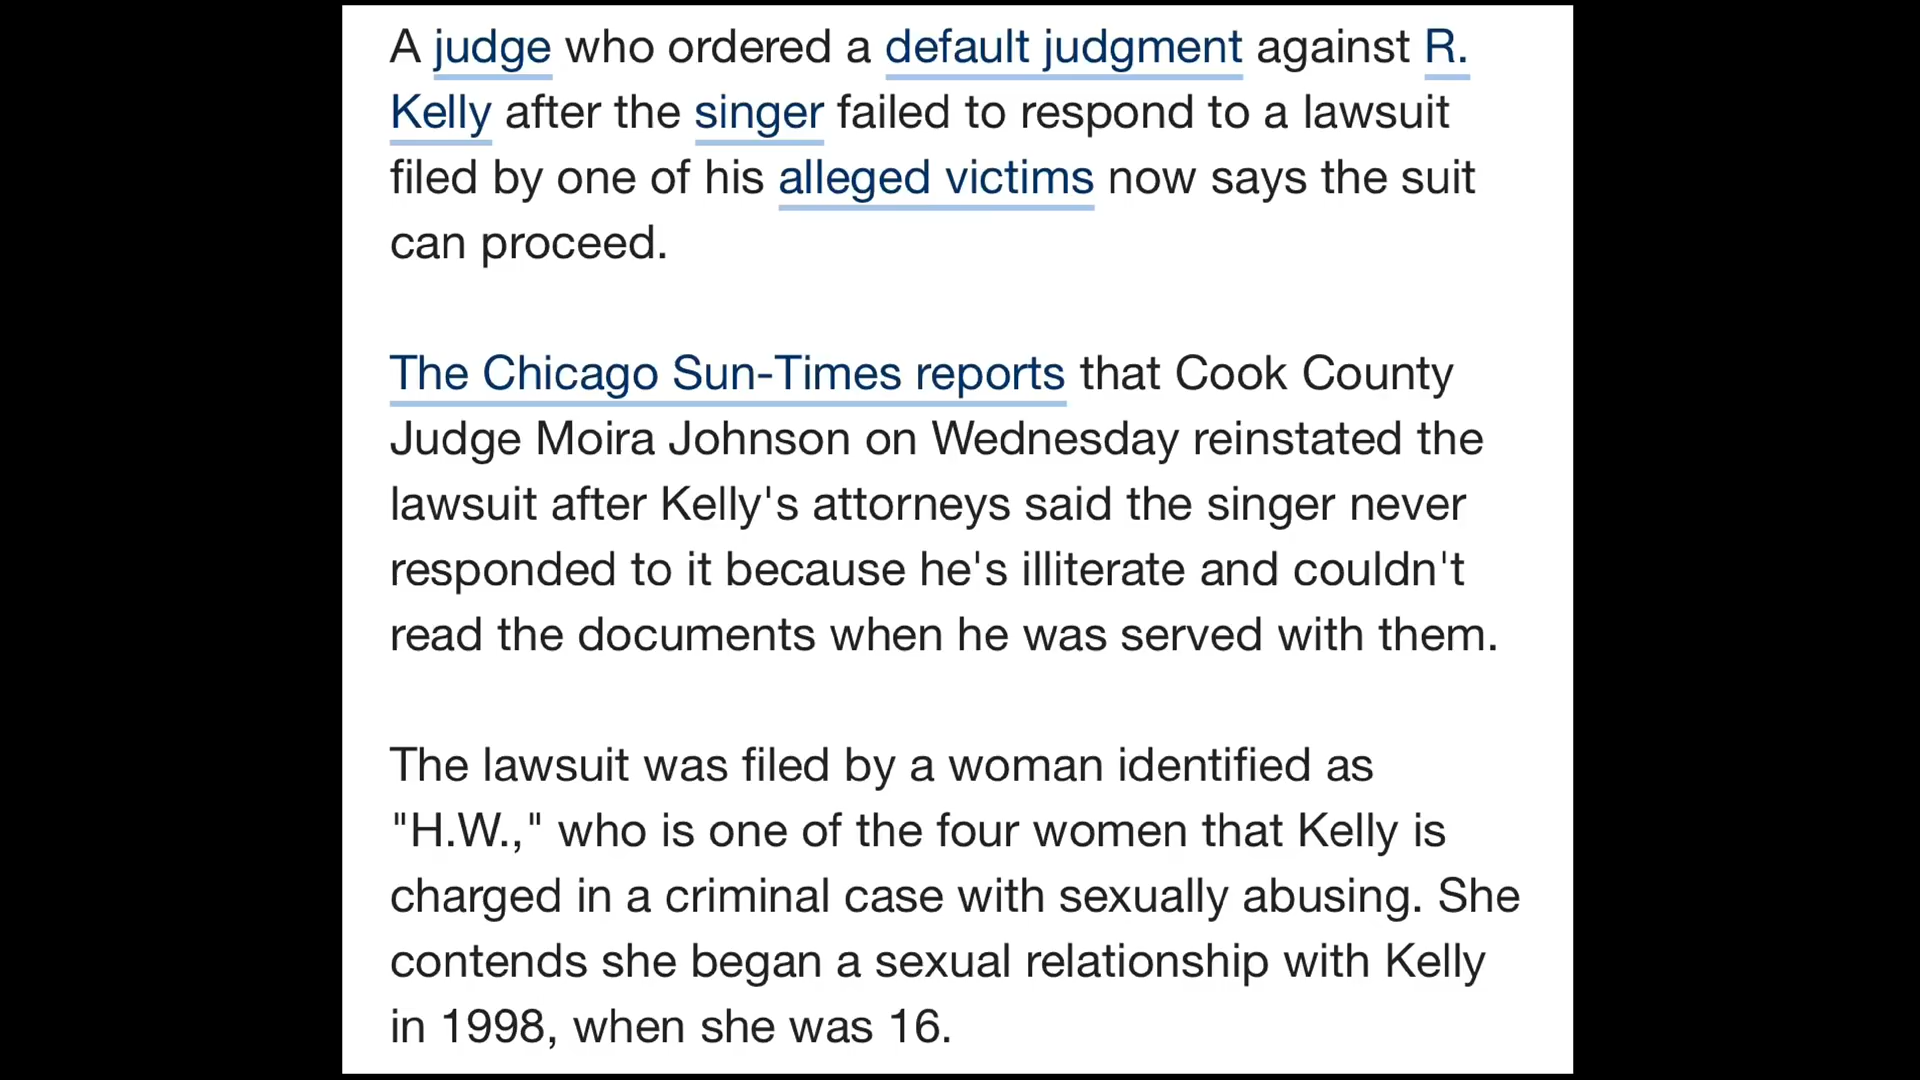 A judge who ordered a default judgment against R.
Kelly after the singer failed to respond to a lawsuit
filed by one of his alleged victims now says the suit
can proceed.
The Chicago Sun-Times reports that Cook County
Judge Moira Johnson on Wednesday reinstated the
lawsuit after Kelly's attorneys said the singer never
responded to it because he's illiterate and couldn't
read the documents when he was served with them.
The lawsuit was filed by a woman identified as
"H.W.," who is one of the four women that Kelly is
charged in a criminal case with sexually abusing. She
contends she began a sexual relationship with Kelly
in 1998, when she was 16.